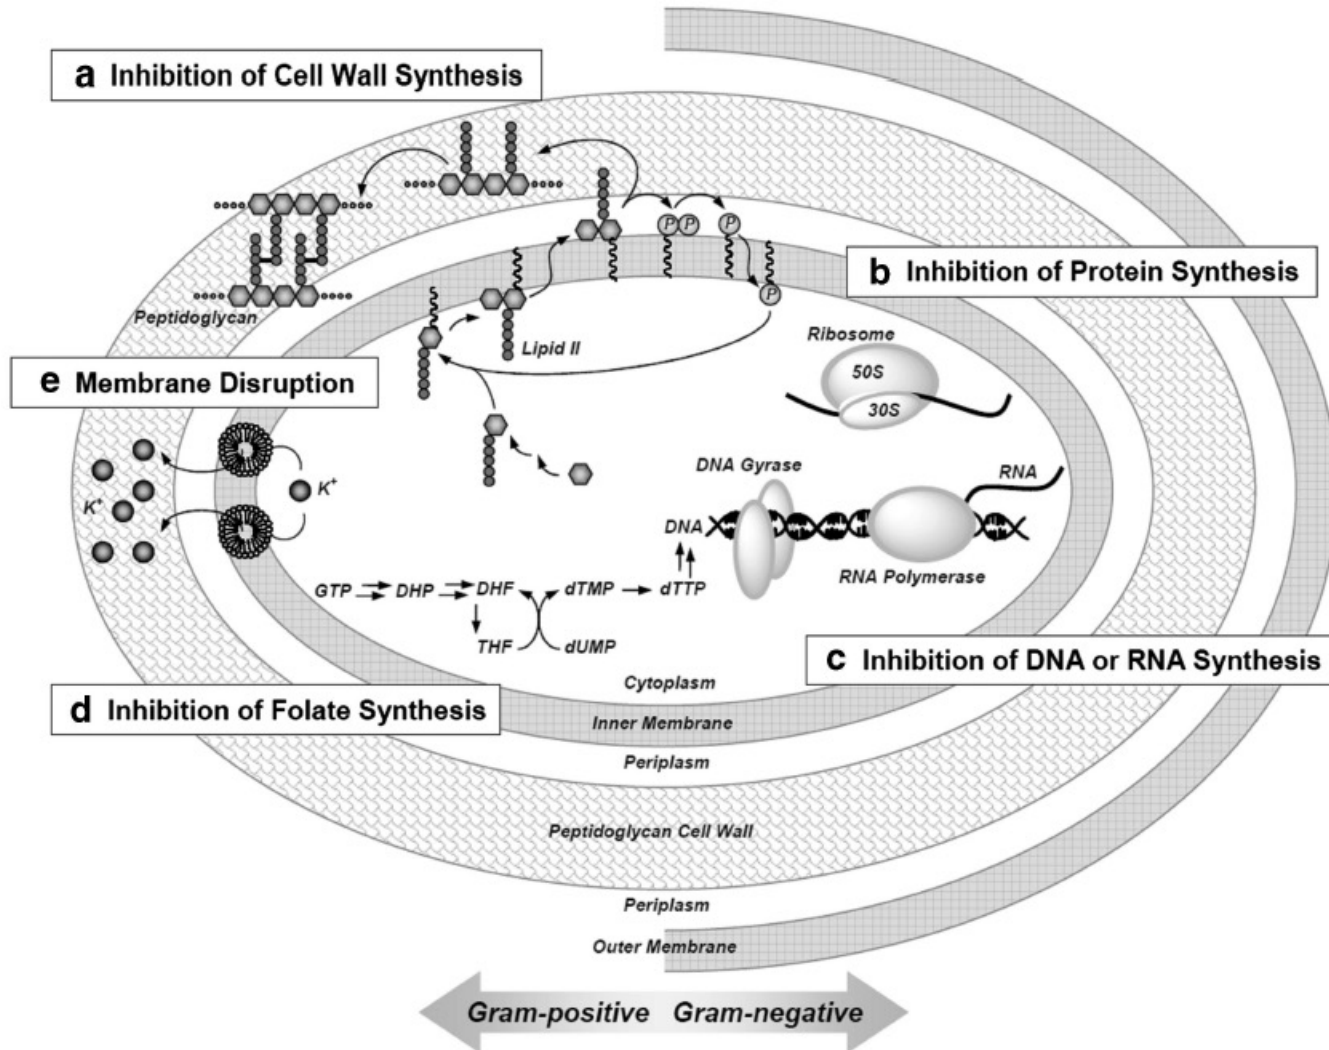 a Inhibition of Cell Wall Synthesis
P P P
P
b Inhibition of Protein Synthesis
Peptidoglycan
Lipid II
Ribosome
50S
30S
e Membrane Disruption
DNA Gyrase
RNA
K+
K+
DNA
RNA Polymerase
GTP DHP DHF dTMP dTTP
THF dUMP
c Inhibition of DNA or RNA Synthesis
Cytoplasm
d Inhibition of Folate Synthesis
Inner Membrane
Periplasm
Peptidoglycan Cell Wall
Periplasm
Outer Membrane
Gram-positive Gram-negative